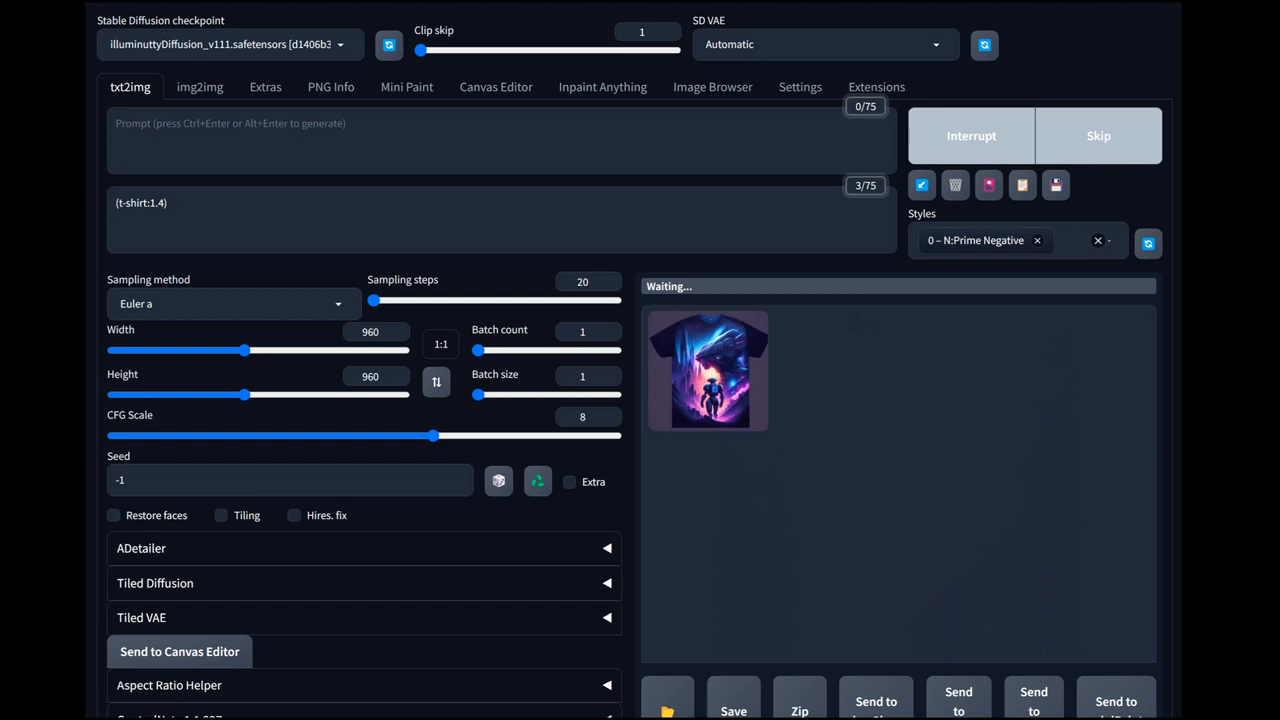 Stable Diffusion checkpoint
Clip skip
1
SD VAE
illuminuttyDiffusion_v111.safetensors [d1406b3
Automatic
txt2img
img2img
Extras
PNG Info
Mini Paint
Canvas Editor
Inpaint Anything
Image Browser
Settings
Extensions
Prompt (press Ctrl+Enter or Alt+Enter to generate)
0/75
Interrupt
Skip
(t-shirt:1.4)
3/75
Styles
0 – N:Prime Negative
Sampling method
Euler a
Sampling steps
20
Width
960
Height
960
1:1
Batch count
1
Batch size
1
CFG Scale
8
Seed
-1
Extra
Restore faces
Tiling
Hires. fix
ADetailer
Tiled Diffusion
Tiled VAE
Send to Canvas Editor
Aspect Ratio Helper
Waiting...
Save
Zip
Send to
Send
to
Send
to
Send to